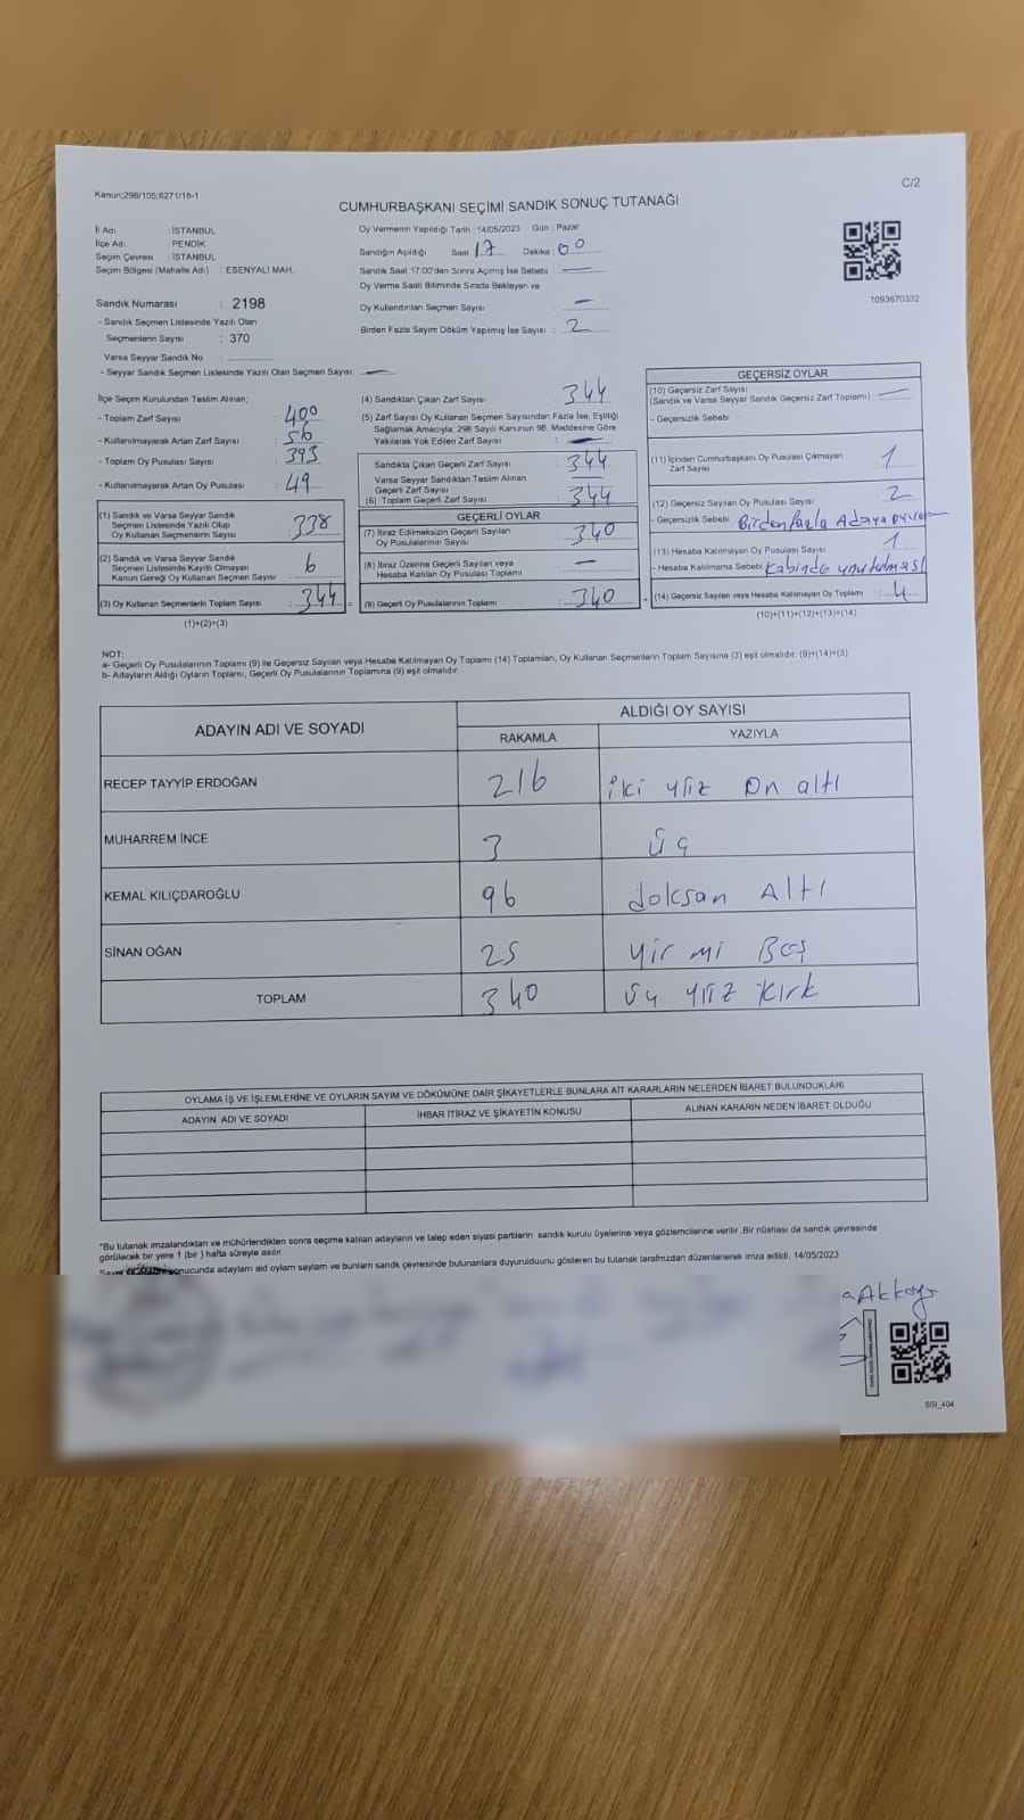 Kanun:298/105;6271/16-1
C/2
CUMHURBAŞKANI SEÇİMİ SANDIK SONUÇ TUTANAĞI
İl Adı : İSTANBUL
İlçe Adı : PENDİK
Seçim Çevresi : İSTANBUL
Seçim Bölgesi (Mahalle Adı) : ESENYALI MAH.
Sandık Numarası : 2198
- Sandık Seçmen Listesinde Yazılı Olan
Seçmenlerin Sayısı : 370
Varsa Seyyar Sandık No :
- Seyyar Sandık Seçmen Listesinde Yazılı Olan Seçmen Sayısı : —
Oy Vermenin Yapıldığı Tarih : 14/05/2023 Gün : Pazar
Sandığın Açıldığı Saat 17 Dakika : 00
Sandık Saat 17:00'den Sonra Açılmış İse Sebebi —
Oy Verme Saati Bitiminde Sırada Bekleyen ve
Oy Kullandırılan Seçmen Sayısı : —
Birden Fazla Sayım Döküm Yapılmış İse Sayısı : 2
1093670332
İlçe Seçim Kurulundan Teslim Alınan;
- Toplam Zarf Sayısı : 400
- Kullanılmayarak Artan Zarf Sayısı : 56
- Toplam Oy Pusulası Sayısı : 393
- Kullanılmayarak Artan Oy Pusulası : 49
(1) Sandık ve Varsa Seyyar Sandık
Seçmen Listesinde Yazılı Olup
Oy Kullanan Seçmenlerin Sayısı : 338
(2) Sandık ve Varsa Seyyar Sandık
Seçmen Listesinde Kayıtlı Olmayan
Kanun Gereği Oy Kullanan Seçmen Sayısı : 6
(3) Oy Kullanan Seçmenlerin Toplam Sayısı : 344 =
(1)+(2)=(3)
(4) Sandıktan Çıkan Zarf Sayısı : 344
(5) Zarf Sayısı Oy Kullanan Seçmen Sayısından Fazla İse, Eşitliği
Sağlamak Amacıyla; 298 Sayılı Kanunun 98. Maddesine Göre
Yakılarak Yok Edilen Zarf Sayısı : —
Sandıkta Çıkan Geçerli Zarf Sayısı : 344
Varsa Seyyar Sandıktan Teslim Alınan
Geçerli Zarf Sayısı :
(6) Toplam Geçerli Zarf Sayısı : 344
GEÇERLİ OYLAR
(7) İtiraz Edilmeksizin Geçerli Sayılan
Oy Pusulalarının Sayısı : 340
(8) İtiraz Üzerine Geçerli Sayılan veya
Hesaba Katılan Oy Pusulası Toplamı : —
(9) Geçerli Oy Pusulalarının Toplamı : 340
GEÇERSİZ OYLAR
(10) Geçersiz Zarf Sayısı
(Sandık ve Varsa Seyyar Sandık Geçersiz Zarf Toplamı) : —
- Geçersizlik Sebebi :
(11) İçinden Cumhurbaşkanı Oy Pusulası Çıkmayan
Zarf Sayısı : 1
(12) Geçersiz Sayılan Oy Pusulası Sayısı : 2
- Geçersizlik Sebebi : Birden fazla Adaya
(13) Hesaba Katılmayan Oy Pusulası Sayısı : 1
- Hesaba Katılmama Sebebi : Kabinde unutulması
(14) Geçersiz Sayılan veya Hesaba Katılmayan Oy Toplamı : 4
(10)+(11)+(12)+(13)=(14)
NOT:
a- Geçerli Oy Pusulalarının Toplamı (9) ile Geçersiz Sayılan veya Hesaba Katılmayan Oy Toplamı (14) Toplamları, Oy Kullanan Seçmenlerin Toplam Sayısına (3) eşit olmalıdır. (9)+(14)=(3)
b- Adayların Aldığı Oyların Toplamı, Geçerli Oy Pusulalarının Toplamına (9) eşit olmalıdır.
ADAYIN ADI VE SOYADI
ALDIĞI OY SAYISI
RAKAMLA YAZIYLA
RECEP TAYYİP ERDOĞAN 216 iki yüz on altı
MUHARREM İNCE 3 üç
KEMAL KILIÇDAROĞLU 96 doksan Altı
SİNAN OĞAN 25 yirmi Beş
TOPLAM 340 üç yüz kırk
OYLAMA İŞ VE İŞLEMLERİNE VE OYLARIN SAYIM VE DÖKÜMÜNE DAİR ŞİKAYETLERLE BUNLARA AİT KARARLARIN NELERDEN İBARET BULUNDUKLARI
ADAYIN ADI VE SOYADI İHBAR İTİRAZ VE ŞİKAYETİN KONUSU ALINAN KARARIN NEDEN İBARET OLDUĞU
"Bu tutanak imzalandıktan ve mühürlendikten sonra seçime katılan adayların ve talep eden siyasi partilerin sandık kurulu üyelerine veya gözlemcilerine verilir. Bir nüshası da sandık çevresinde
görülecek bir yere 1 (bir) hafta süreyle asılır.
sonucunda adayların aldığı oyların sayısını ve bunların sandık çevresinde bulunanlara duyurulduğunu gösteren bu tutanak tarafımızdan düzenlenerek imza edildi. 14/05/2023
SISI_404